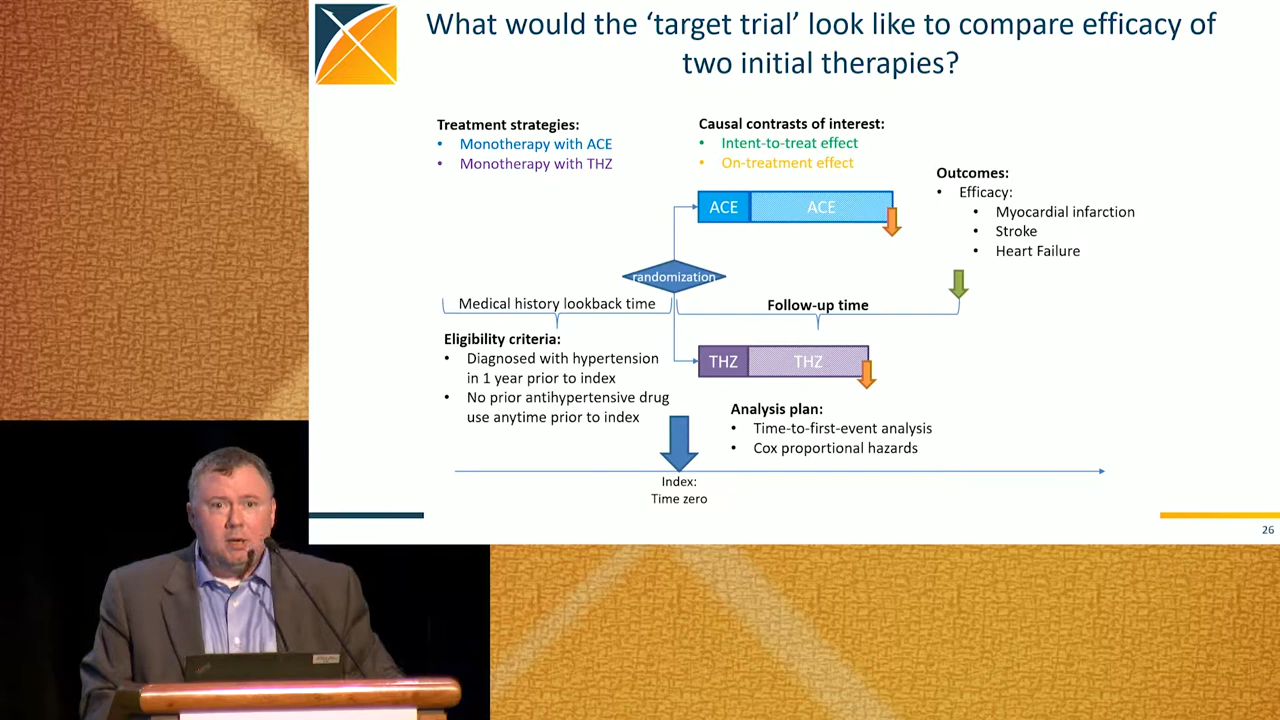 What would the ‘target trial’ look like to compare efficacy of
two initial therapies?
Treatment strategies:
• Monotherapy with ACE
• Monotherapy with THZ
Causal contrasts of interest:
• Intent-to-treat effect
• On-treatment effect
Outcomes:
• Efficacy:
• Myocardial infarction
• Stroke
• Heart Failure
ACE ACE
randomization
Medical history lookback time
Follow-up time
Eligibility criteria:
• Diagnosed with hypertension
in 1 year prior to index
• No prior antihypertensive drug
use anytime prior to index
THZ THZ
Analysis plan:
• Time-to-first-event analysis
• Cox proportional hazards
Index:
Time zero
26